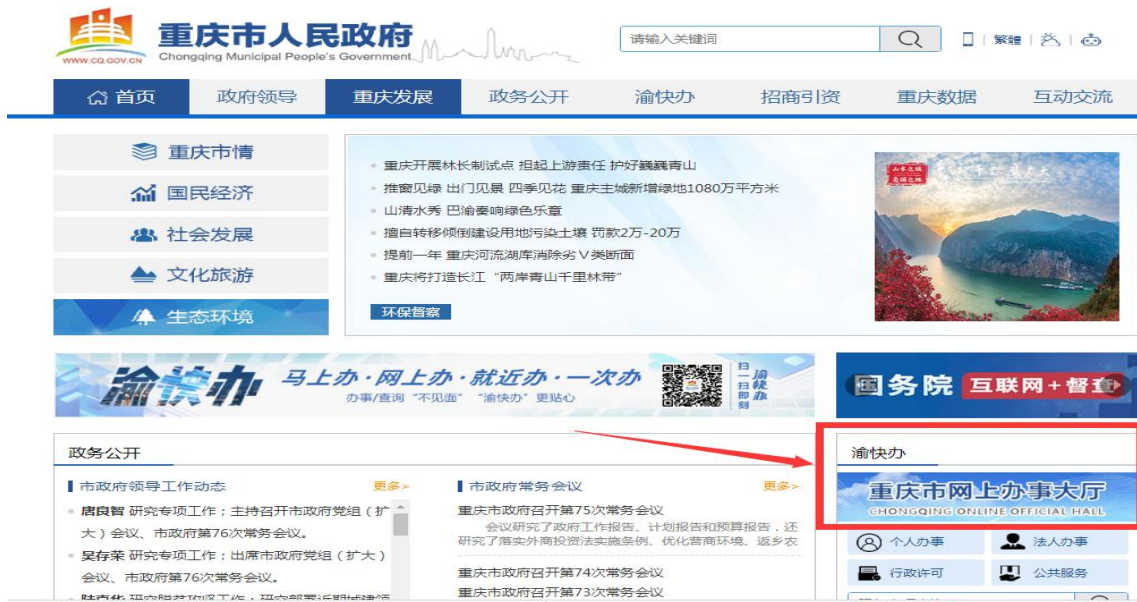 重庆市人民政府
WWW.CQ.GOV.CN
Chongqing Municipal People's Government
请输入关键词
繁體
首页 政府领导 重庆发展 政务公开 渝快办 招商引资 重庆数据 互动交流
重庆市情
国民经济
社会发展
文化旅游
生态环境
重庆开展林长制试点 担起上游责任 护好巍巍青山
推窗见绿 出门见景 四季见花 重庆主城新增绿地1080万平方米
山清水秀 巴渝奏响绿色乐章
擅自转移倾倒建设用地污染土壤 罚款2万-20万
提前一年 重庆河流湖库消除劣Ⅴ类断面
重庆将打造长江“两岸青山千里林带”
环保督察
山水之城
美丽之地
渝快办
马上办·网上办·就近办·一次办
办事/查询 “不见面” “渝快办” 更贴心
扫一扫即刻
渝快办
国务院 互联网+督查
政务公开
市政府领导工作动态 更多>
唐良智 研究专项工作；主持召开市政府党组（扩
大）会议、市政府第76次常务会议。
吴存荣 研究专项工作；出席市政府党组（扩大）
会议、市政府第76次常务会议。
市政府常务会议 更多>
重庆市政府召开第75次常务会议
会议研究了政府工作报告、计划报告和预算报告，还
研究了落实外商投资法实施条例、优化营商环境、返乡农
重庆市政府召开第74次常务会议
重庆市政府召开第73次常务会议
渝快办
重庆市网上办事大厅
CHONGQING ONLINE OFFICIAL HALL
个人办事 法人办事
行政许可 公共服务